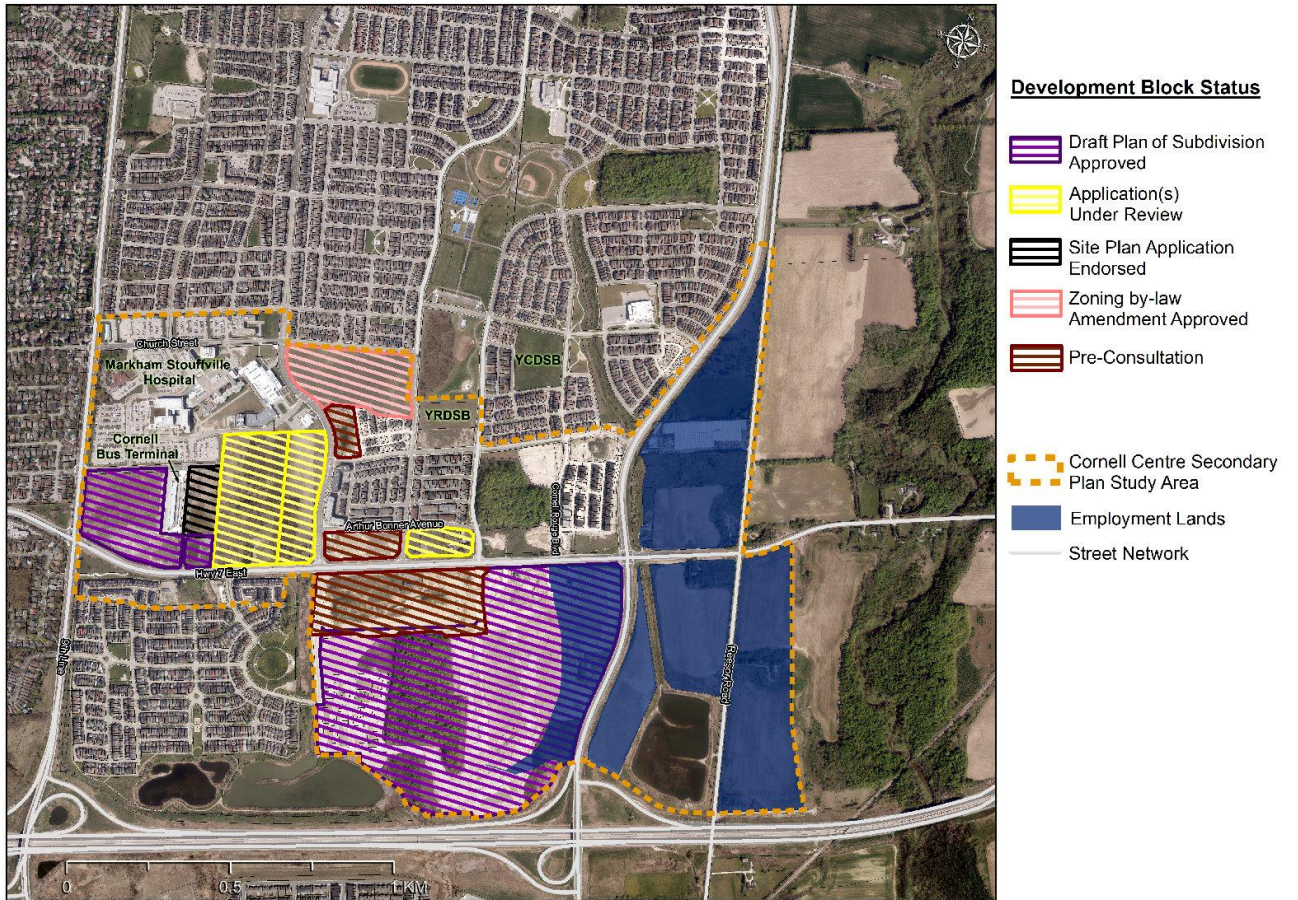 Development Block Status
Draft Plan of Subdivision
Approved
Application(s)
Under Review
Site Plan Application
Endorsed
Zoning by-law
Amendment Approved
Pre-Consultation
Cornell Centre Secondary
Plan Study Area
Employment Lands
Street Network
Church Street
Markham Stouffville
Hospital
YCDSB
YRDSB
Cornell
Bus Terminal
Cornell Rouge Blvd
Arthur Bonner Avenue
Hwy 7 East
9th Line
Reesor Road
0
0.5
1 KM